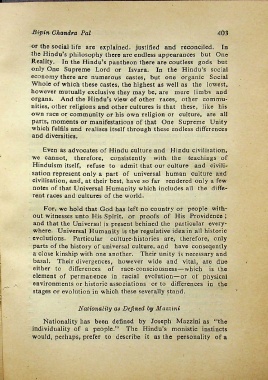 Bipin Chandra Pal 403
or the social life are explained, justified and reconciled. In
the Hindu's philosophy there are endless appearances but One
Reality. In the Hindu's pantheon there are coutless gods but
only One Supreme Lord or Isvara. In the Hindu's social
economy there are numerous castes, but one organic Social
Whole of which these castes, the highest as well as the lowest,
however mutually exclusive they may be, are mere limbs and
organs. And the Hindu's view of other races, other commu-
nities, other religions and other cultures is that these, like his
own race or community or his own religion or culture, are all
parts, moments or manifestations of that One Supreme Unity
which fulfils and realises itself through these endless differences
and diversities.
Even as advocates of Hindu culture and Hindu civilization,
we cannot, therefore, consistently with the teachings of
Hinduism itself, refuse to admit that our culture and civili-
sation represent only a part of universal human culture and
civilisation, and, at their best, have so far rendered only a few
notes of that Universal Humanity which includes all the diffe-
rent races and cultures of the world.
For, we hold that God has left no country or people with-
out witnesses unto His Spirit, or proofs of His Providence;
and that the Universal is present behind the particular every-
where. Universal Humanity is the regulative idea in all historic
evolutions. Particular culture-histories are, therefore, only
parts of the history of universal culture, and have consequently
a close kinship with one another. Their unity is necessary and
basal. Their divergences, however wide and vital, are due
either to differences of race-consciousness—which is the
element of permanence in racial evolution—or of physical
environments or historic associations or to differences in the
stages of evolution in which these severally stand.
Nationality as Defined by Mazzini
Nationality has been defined by Joseph Mazzini as "the
individuality of a people." The Hindu's monistic instincts
would, perhaps, prefer to describe it as the personality of a